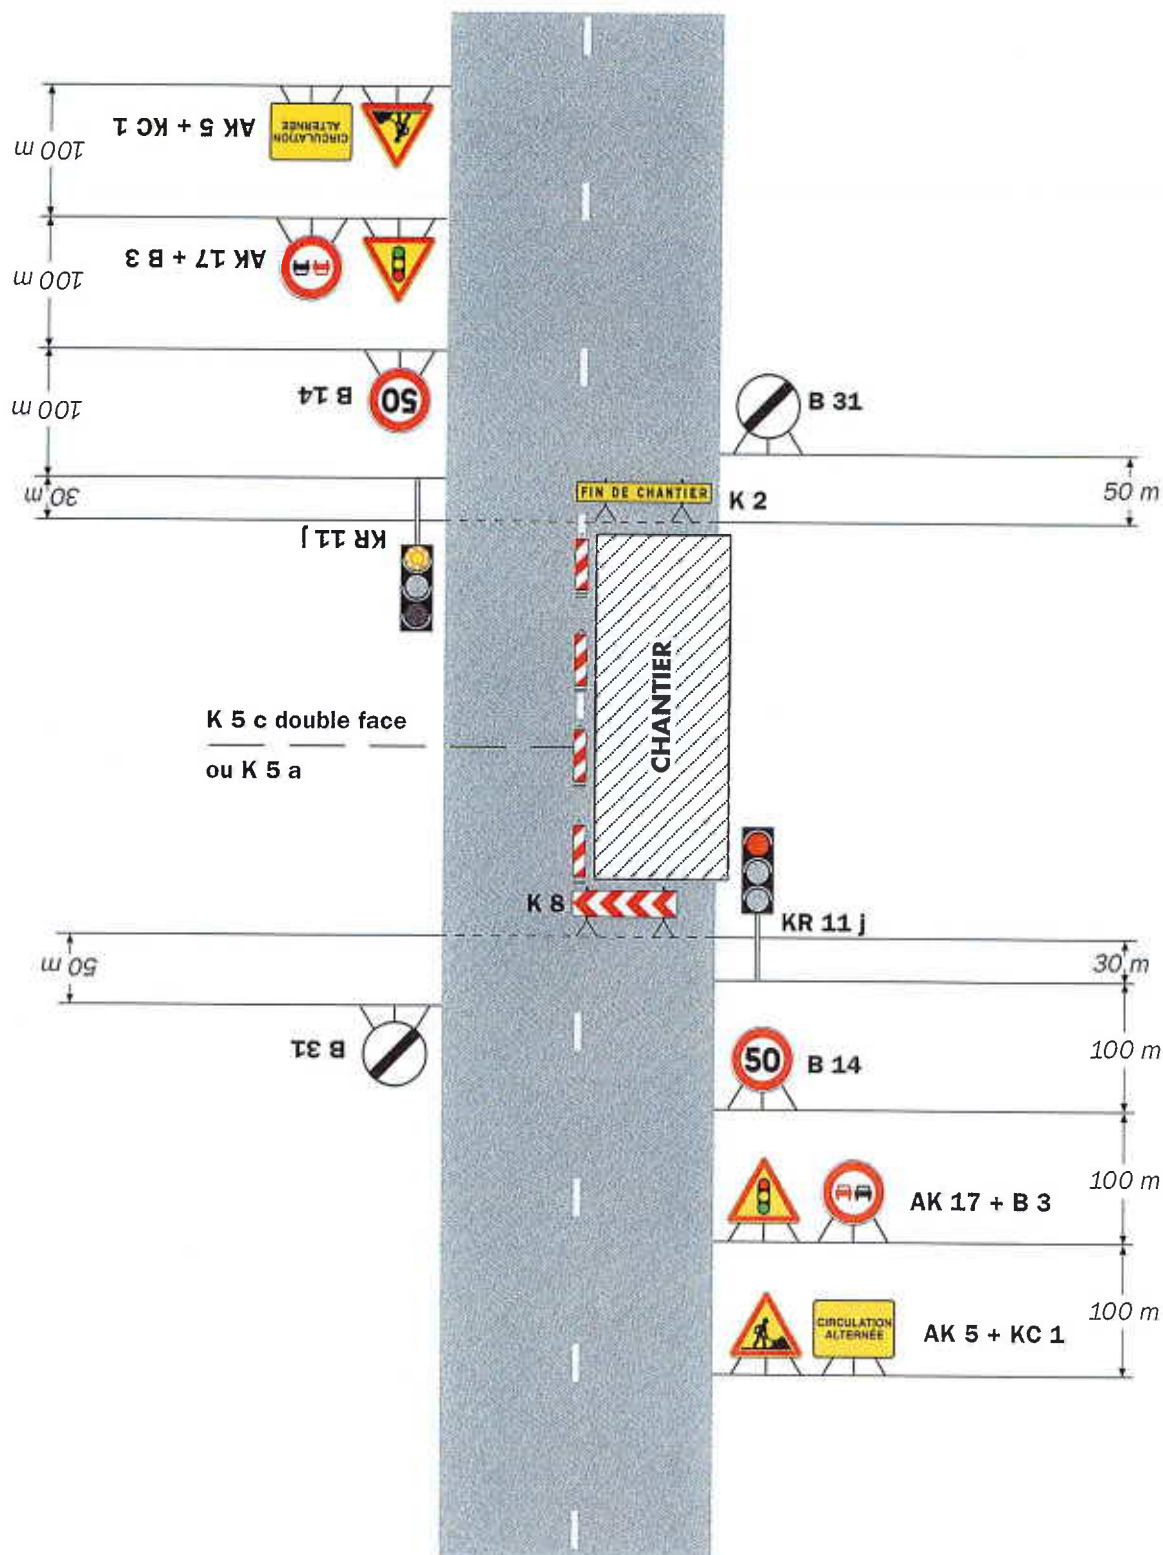 AK 5 + KC 1
CIRCULATION
ALTERNÉE
100 m
AK 17 + B 3
100 m
B 14
50
100 m
B 31
50 m
30 m
KR 11 j
FIN DE CHANTIER
K 2
K 5 c double face
ou K 5 a
CHANTIER
K 8
KR 11 j
50 m
30 m
B 31
50
B 14
100 m
AK 17 + B 3
100 m
CIRCULATION
ALTERNÉE
AK 5 + KC 1
100 m